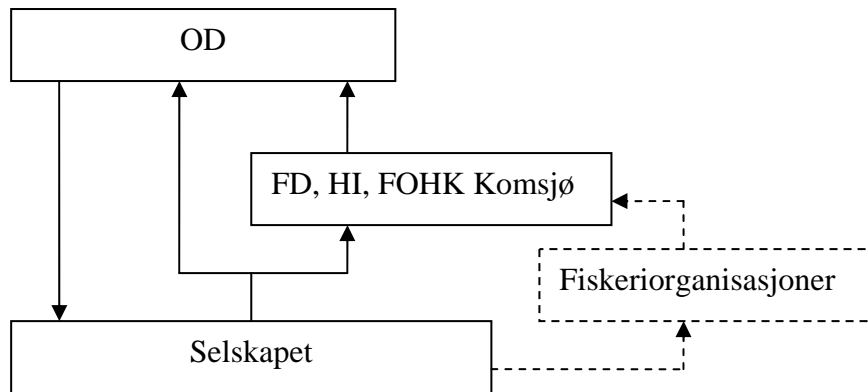 OD
FD, HI, FOHK Komsjø
Fiskeriorganisasjoner
Selskapet